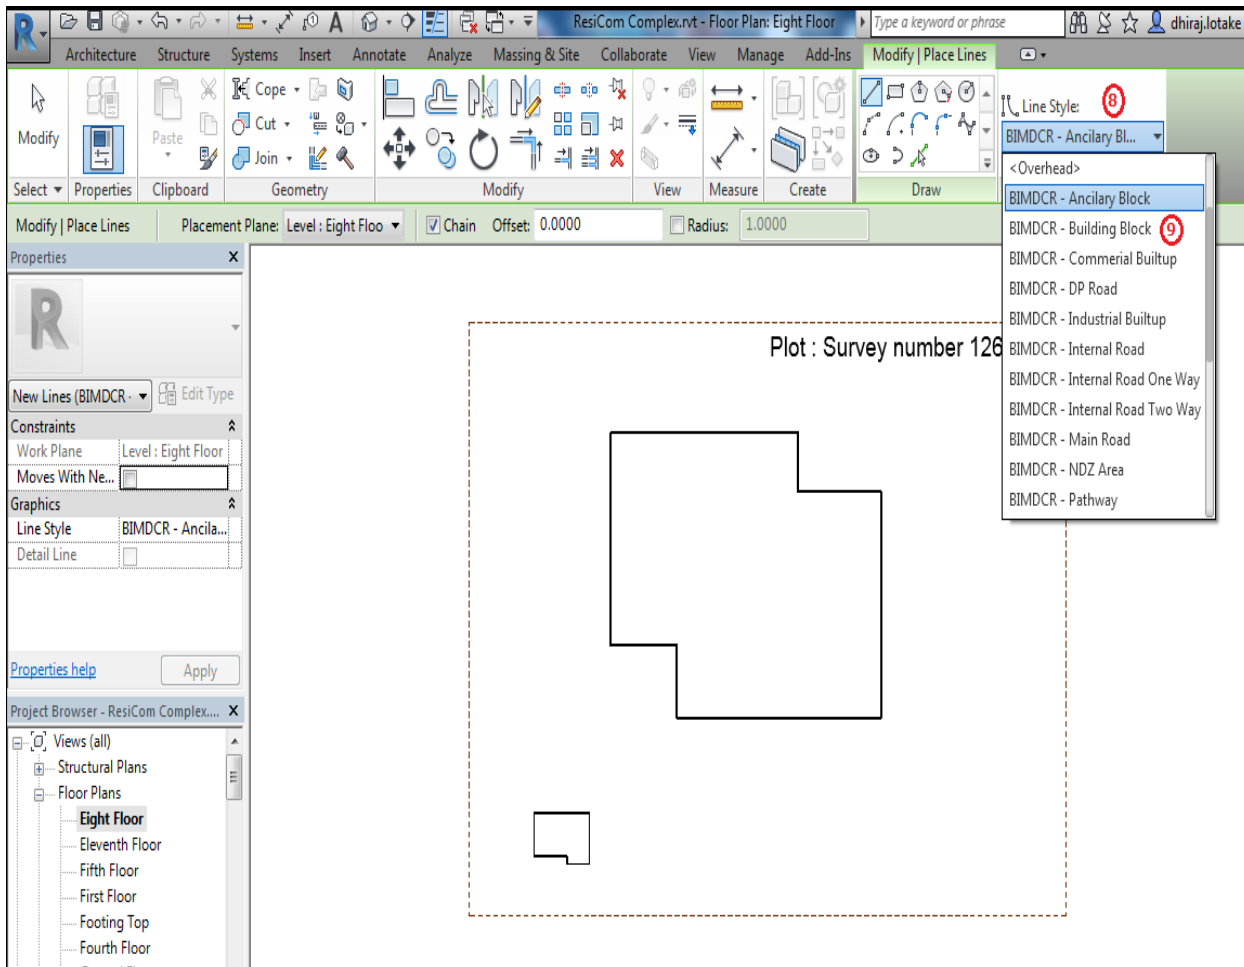 ResiCom Complex.rvt - Floor Plan: Eight Floor
Type a keyword or phrase
dhiraj.lotake
Architecture Structure Systems Insert Annotate Analyze Massing & Site Collaborate View Manage Add-Ins Modify | Place Lines
Modify
Paste
Cope
Cut
Join
Line Style: 8
BIMDCR - Ancilary Bl...
Select Properties Clipboard Geometry Modify View Measure Create Draw
Modify | Place Lines Placement Plane: Level : Eight Floo Chain Offset: 0.0000 Radius: 1.0000
<Overhead>
BIMDCR - Ancilary Block
BIMDCR - Building Block 9
BIMDCR - Commerial Builtup
BIMDCR - DP Road
BIMDCR - Industrial Builtup
BIMDCR - Internal Road
BIMDCR - Internal Road One Way
BIMDCR - Internal Road Two Way
BIMDCR - Main Road
BIMDCR - NDZ Area
BIMDCR - Pathway
Properties X
R
New Lines (BIMDCR - Edit Type
Constraints
Work Plane Level : Eight Floor
Moves With Ne...
Graphics
Line Style BIMDCR - Ancila...
Detail Line
Properties help Apply
Project Browser - ResiCom Complex.... X
Views (all)
Structural Plans
Floor Plans
Eight Floor
Eleventh Floor
Fifth Floor
First Floor
Footing Top
Fourth Floor
Plot : Survey number 126